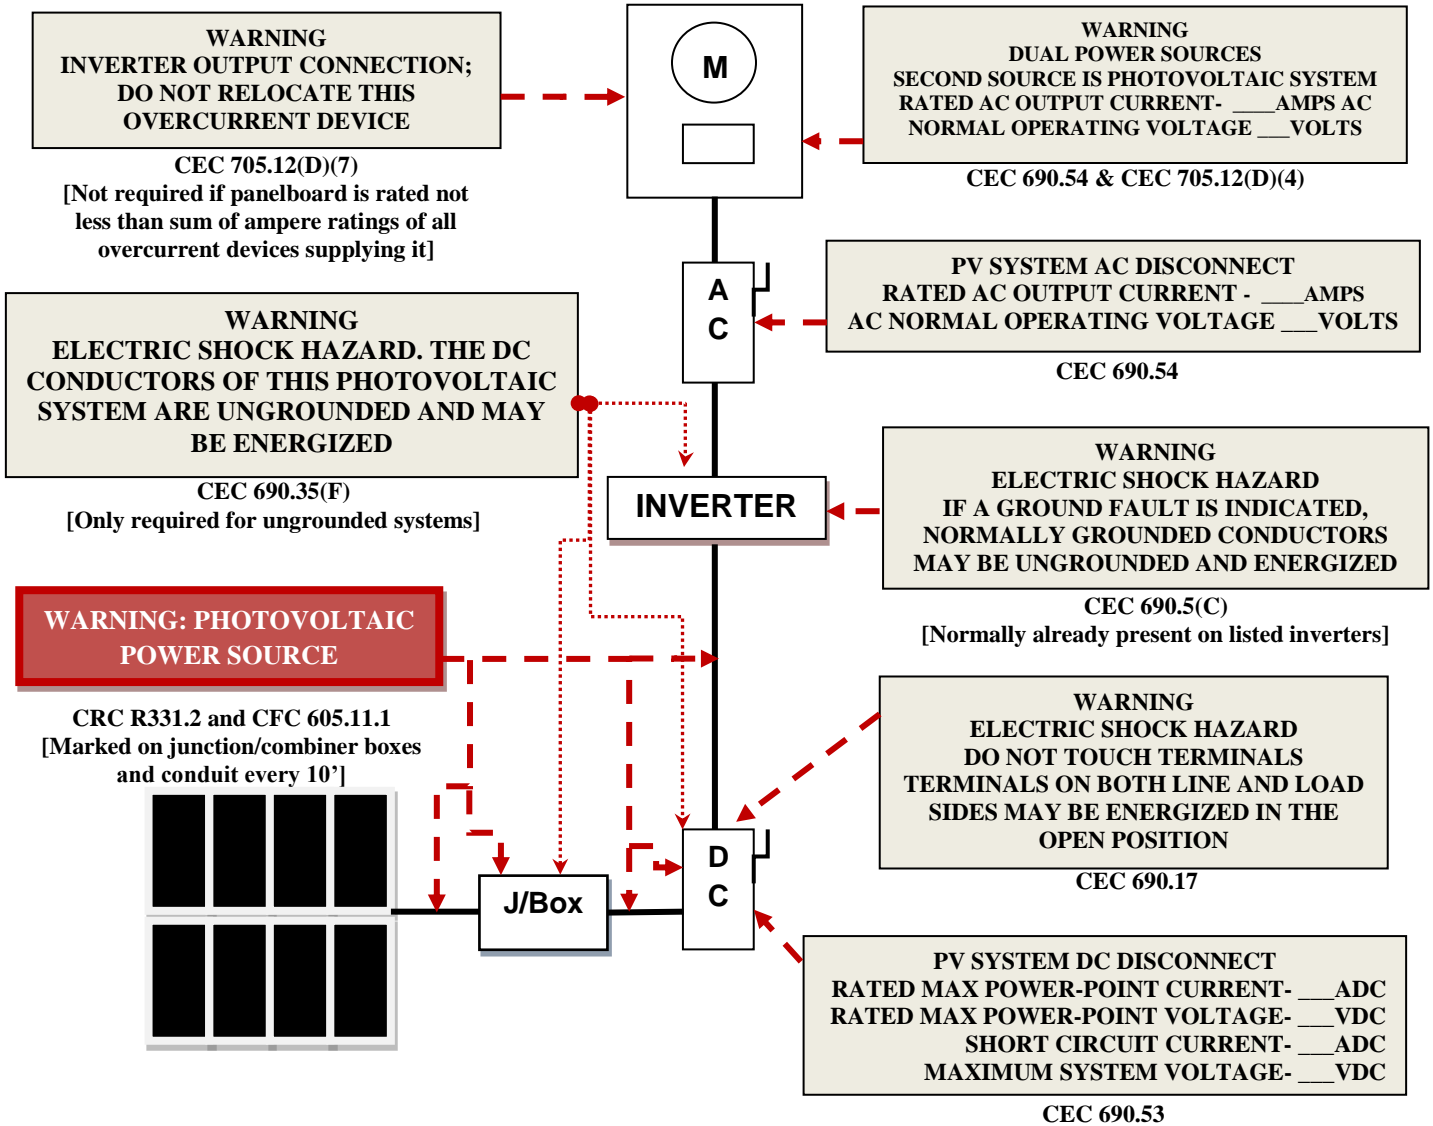 WARNING
INVERTER OUTPUT CONNECTION;
DO NOT RELOCATE THIS
OVERCURRENT DEVICE
CEC 705.12(D)(7)
[Not required if panelboard is rated not
less than sum of ampere ratings of all
overcurrent devices supplying it]
M
WARNING
DUAL POWER SOURCES
SECOND SOURCE IS PHOTOVOLTAIC SYSTEM
RATED AC OUTPUT CURRENT- ____AMPS AC
NORMAL OPERATING VOLTAGE ___VOLTS
CEC 690.54 & CEC 705.12(D)(4)
A
C
PV SYSTEM AC DISCONNECT
RATED AC OUTPUT CURRENT - ____AMPS
AC NORMAL OPERATING VOLTAGE ___VOLTS
CEC 690.54
WARNING
ELECTRIC SHOCK HAZARD. THE DC
CONDUCTORS OF THIS PHOTOVOLTAIC
SYSTEM ARE UNGROUNDED AND MAY
BE ENERGIZED
CEC 690.35(F)
[Only required for ungrounded systems]
INVERTER
WARNING
ELECTRIC SHOCK HAZARD
IF A GROUND FAULT IS INDICATED,
NORMALLY GROUNDED CONDUCTORS
MAY BE UNGROUNDED AND ENERGIZED
CEC 690.5(C)
[Normally already present on listed inverters]
WARNING: PHOTOVOLTAIC
POWER SOURCE
CRC R331.2 and CFC 605.11.1
[Marked on junction/combiner boxes
and conduit every 10’]
WARNING
ELECTRIC SHOCK HAZARD
DO NOT TOUCH TERMINALS
TERMINALS ON BOTH LINE AND LOAD
SIDES MAY BE ENERGIZED IN THE
OPEN POSITION
CEC 690.17
J/Box
D
C
PV SYSTEM DC DISCONNECT
RATED MAX POWER-POINT CURRENT- ___ADC
RATED MAX POWER-POINT VOLTAGE- ___VDC
SHORT CIRCUIT CURRENT- ___ADC
MAXIMUM SYSTEM VOLTAGE- ___VDC
CEC 690.53